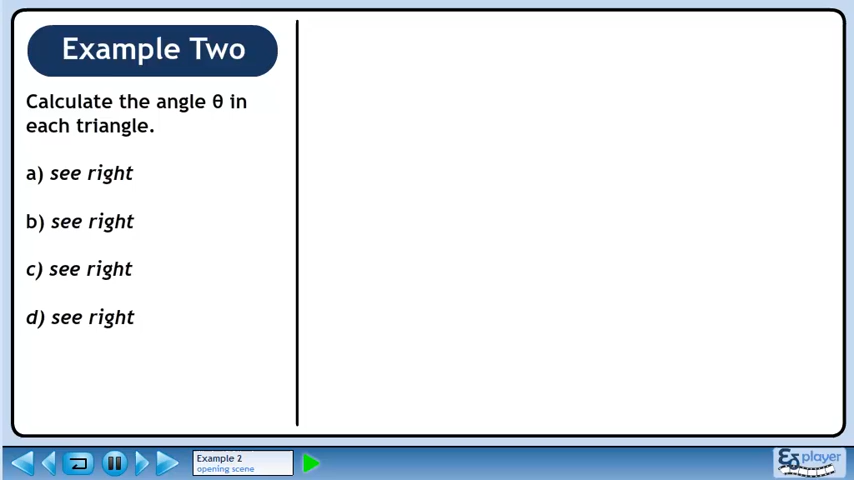 Example Two
Calculate the angle θ in
each triangle.
a) see right
b) see right
c) see right
d) see right
Example 2
opening scene
player